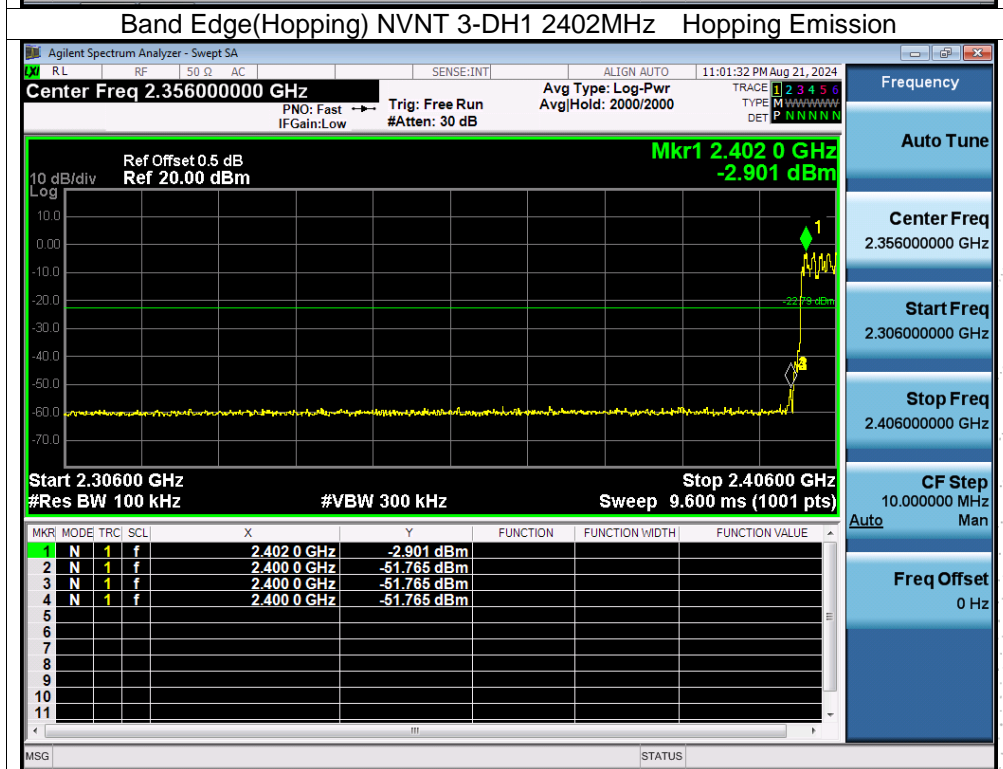 Band Edge(Hopping) NVNT 3-DH1 2402MHz Hopping Emission
Agilent Spectrum Analyzer - Swept SA
LXI RL RF 50 Ω AC SENSE:INT ALIGN AUTO 11:01:32 PM Aug 21, 2024
Center Freq 2.356000000 GHz
PNO: Fast
IFGain:Low
Trig: Free Run
#Atten: 30 dB
Avg Type: Log-Pwr
Avg|Hold: 2000/2000
TRACE 1 2 3 4 5 6
TYPE M WWWWW
DET P N N N N N
Ref Offset 0.5 dB
Ref 20.00 dBm
10 dB/div
Log
Mkr1 2.402 0 GHz
-2.901 dBm
10.0
0.00
-10.0
-20.0
-30.0
-40.0
-50.0
-60.0
-70.0
1
-22.79 dBm
Start 2.30600 GHz
Stop 2.40600 GHz
#Res BW 100 kHz #VBW 300 kHz Sweep 9.600 ms (1001 pts)
MKR MODE TRC SCL X Y FUNCTION FUNCTION WIDTH FUNCTION VALUE
1 N 1 f 2.402 0 GHz -2.901 dBm
2 N 1 f 2.400 0 GHz -51.765 dBm
3 N 1 f 2.400 0 GHz -51.765 dBm
4 N 1 f 2.400 0 GHz -51.765 dBm
5
6
7
8
9
10
11
MSG STATUS
Frequency
Auto Tune
Center Freq
2.356000000 GHz
Start Freq
2.306000000 GHz
Stop Freq
2.406000000 GHz
CF Step
10.000000 MHz
Auto Man
Freq Offset
0 Hz